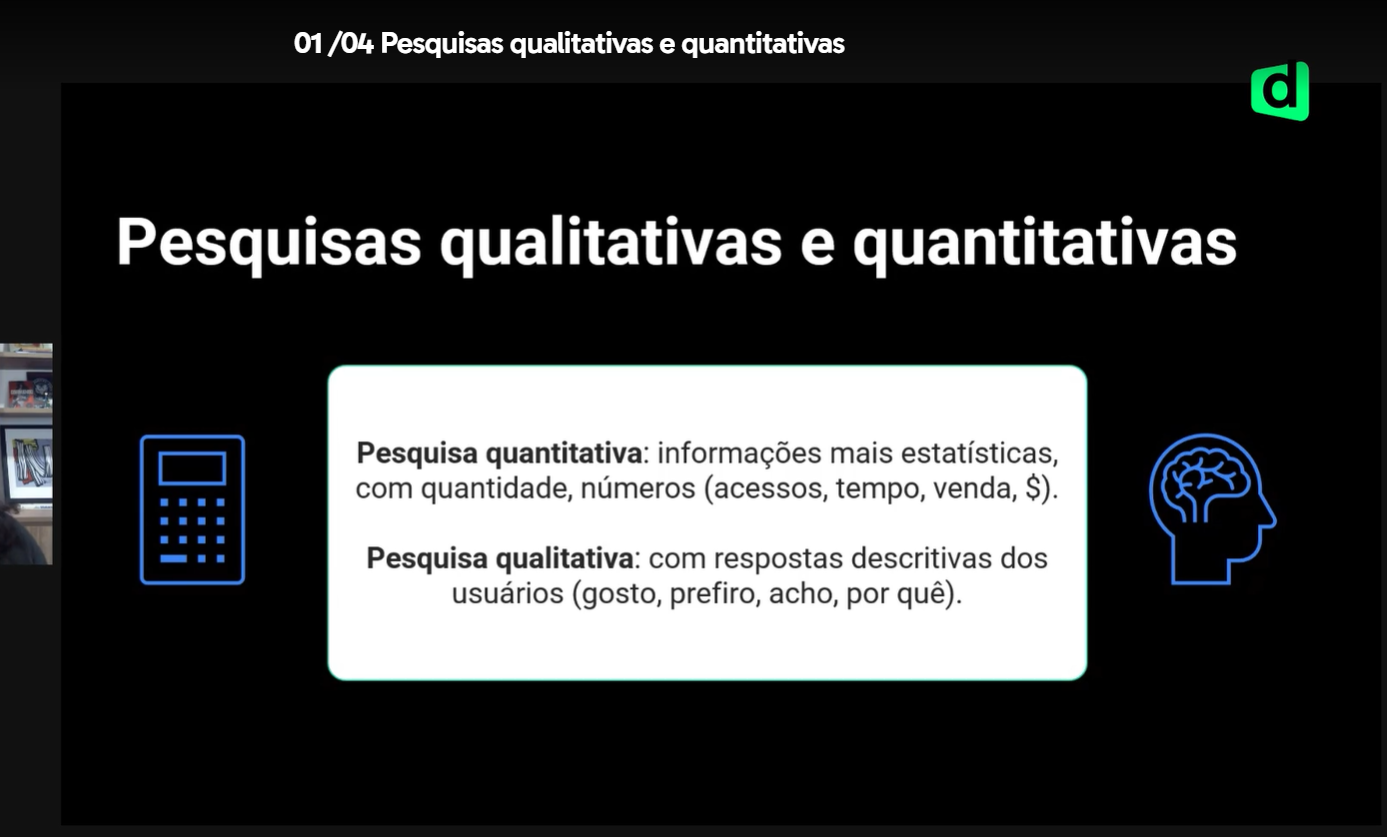 01 /04 Pesquisas qualitativas e quantitativas
d
Pesquisas qualitativas e quantitativas
Pesquisa quantitativa: informações mais estatísticas,
com quantidade, números (acessos, tempo, venda, $).
Pesquisa qualitativa: com respostas descritivas dos
usuários (gosto, prefiro, acho, por quê).